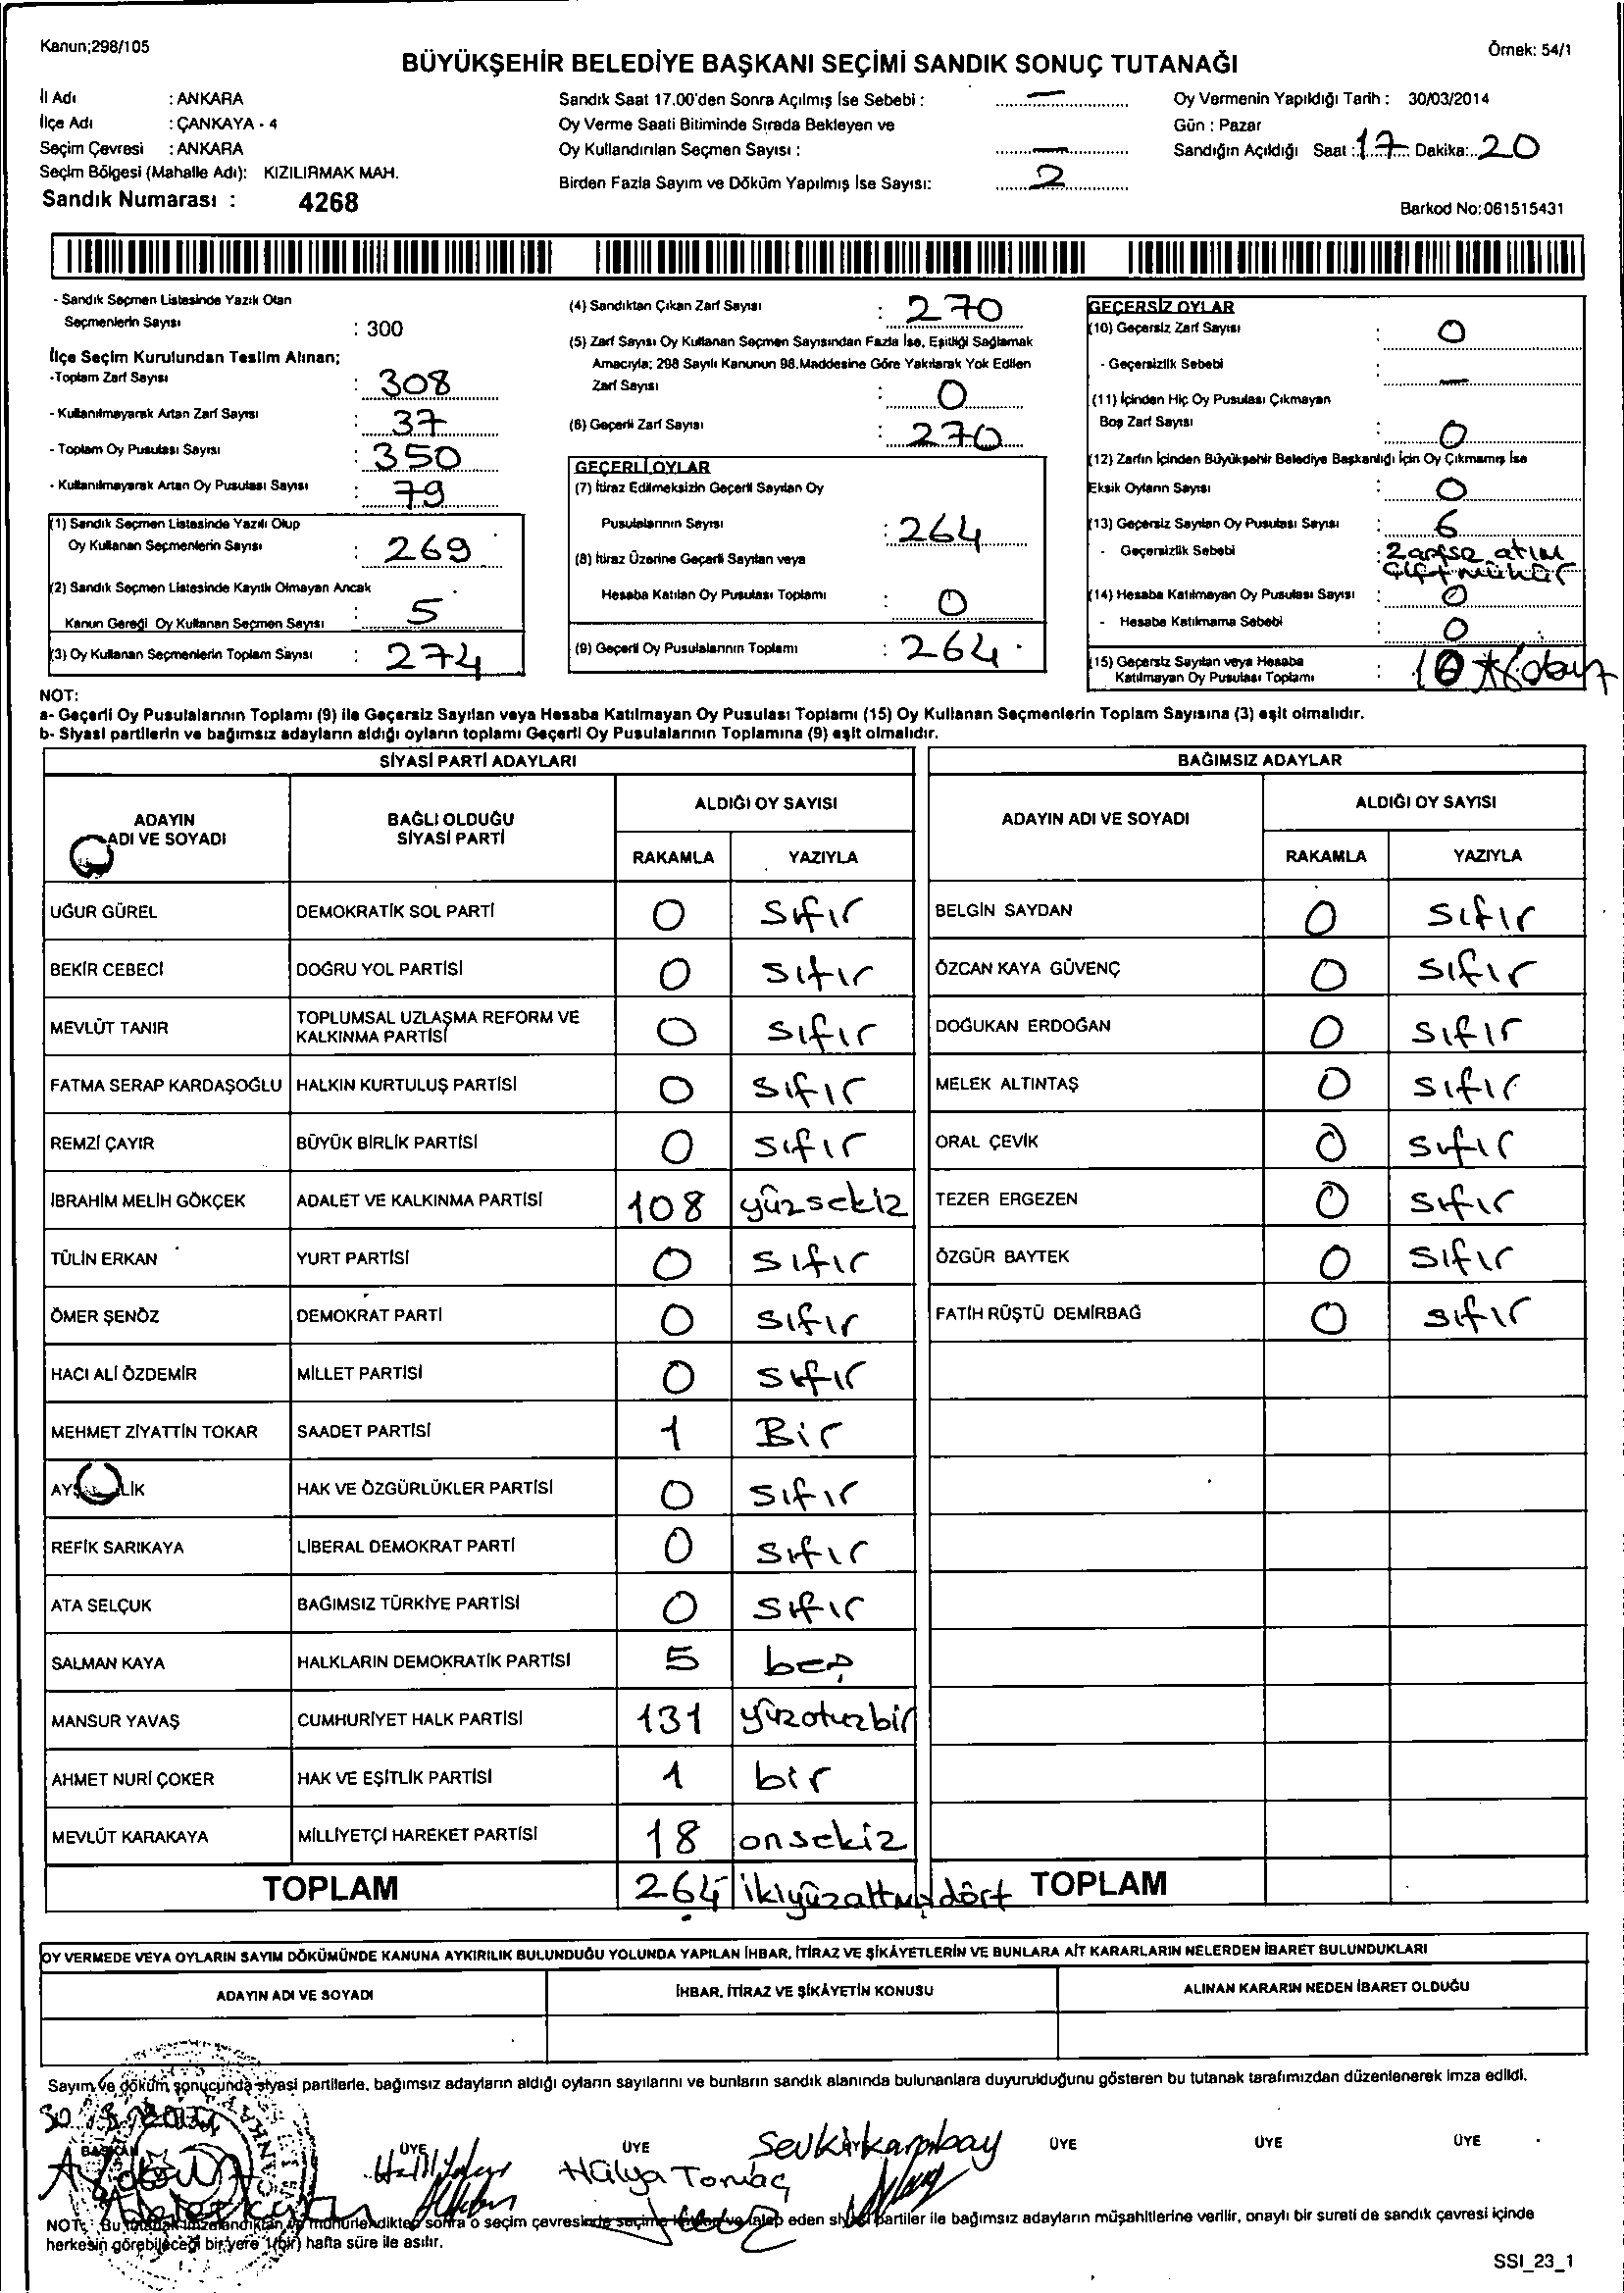 Kanun;298/105
Örnek: 54/1
BÜYÜKŞEHİR BELEDİYE BAŞKANI SEÇİMİ SANDIK SONUÇ TUTANAĞI
İl Adı : ANKARA
İlçe Adı : ÇANKAYA - 4
Seçim Çevresi : ANKARA
Seçim Bölgesi (Mahalle Adı): KIZILIRMAK MAH.
Sandık Numarası : 4268
Sandık Saat 17.00'den Sonra Açılmış İse Sebebi : —
Oy Verme Saati Bitiminde Sırada Bekleyen ve
Oy Kullandırılan Seçmen Sayısı : —
Birden Fazla Sayım ve Döküm Yapılmış İse Sayısı: 2
Oy Vermenin Yapıldığı Tarih : 30/03/2014
Gün : Pazar
Sandığın Açıldığı Saat : 17 Dakika: 20
Barkod No:061515431
- Sandık Seçmen Listesinde Yazılı Olan
Seçmenlerin Sayısı : 300
İlçe Seçim Kurulundan Teslim Alınan;
-Toplam Zarf Sayısı : 308
- Kullanılmayarak Artan Zarf Sayısı : 37
- Toplam Oy Pusulası Sayısı : 350
- Kullanılmayarak Artan Oy Pusulası Sayısı : 79
(1) Sandık Seçmen Listesinde Yazılı Olup
Oy Kullanan Seçmenlerin Sayısı : 269
(2) Sandık Seçmen Listesinde Kayıtlı Olmayan Ancak
Kanun Gereği Oy Kullanan Seçmen Sayısı : 5
(3) Oy Kullanan Seçmenlerin Toplam Sayısı : 274
(4) Sandıktan Çıkan Zarf Sayısı : 270
(5) Zarf Sayısı Oy Kullanan Seçmen Sayısından Fazla İse, Eşitliği Sağlamak
Amacıyla; 298 Sayılı Kanunun 98.Maddesine Göre Yakılarak Yok Edilen
Zarf Sayısı : 0
(6) Geçerli Zarf Sayısı : 270
GEÇERLİ OYLAR
(7) İtiraz Edilmeksizin Geçerli Sayılan Oy
Pusulalarının Sayısı : 264
(8) İtiraz Üzerine Geçerli Sayılan veya
Hesaba Katılan Oy Pusulası Toplamı : 0
(9) Geçerli Oy Pusulalarının Toplamı : 264
GEÇERSİZ OYLAR
(10) Geçersiz Zarf Sayısı : 0
- Geçersizlik Sebebi : —
(11) İçinden Hiç Oy Pusulası Çıkmayan
Boş Zarf Sayısı : 0
(12) Zarfın İçinden Büyükşehir Belediye Başkanlığı İçin Oy Çıkmamış İse
Eksik Oyların Sayısı : 0
(13) Geçersiz Sayılan Oy Pusulası Sayısı : 6
- Geçersizlik Sebebi :
çift mühür
(14) Hesaba Katılmayan Oy Pusulası Sayısı : 0
- Hesaba Katılmama Sebebi : 0
(15) Geçersiz Sayılan veya Hesaba
Katılmayan Oy Pusulası Toplamı :
NOT:
a- Geçerli Oy Pusulalarının Toplamı (9) ile Geçersiz Sayılan veya Hesaba Katılmayan Oy Pusulası Toplamı (15) Oy Kullanan Seçmenlerin Toplam Sayısına (3) eşit olmalıdır.
b- Siyasi partilerin ve bağımsız adayların aldığı oyların toplamı Geçerli Oy Pusulalarının Toplamına (9) eşit olmalıdır.
SİYASİ PARTİ ADAYLARI
BAĞIMSIZ ADAYLAR
ADAYIN ADI VE SOYADI
BAĞLI OLDUĞU SİYASİ PARTİ
ALDIĞI OY SAYISI
RAKAMLA YAZIYLA
ADAYIN ADI VE SOYADI
ALDIĞI OY SAYISI
RAKAMLA YAZIYLA
UĞUR GÜREL DEMOKRATİK SOL PARTİ 0 sıfır BELGİN SAYDAN 0 sıfır
BEKİR CEBECİ DOĞRU YOL PARTİSİ 0 sıfır ÖZCAN KAYA GÜVENÇ 0 sıfır
MEVLÜT TANIR TOPLUMSAL UZLAŞMA REFORM VE KALKINMA PARTİSİ 0 sıfır DOĞUKAN ERDOĞAN 0 sıfır
FATMA SERAP KARDAŞOĞLU HALKIN KURTULUŞ PARTİSİ 0 sıfır MELEK ALTINTAŞ 0 sıfır
REMZİ ÇAYIR BÜYÜK BİRLİK PARTİSİ 0 sıfır ORAL ÇEVİK 0 sıfır
İBRAHİM MELİH GÖKÇEK ADALET VE KALKINMA PARTİSİ 108 yüzsekiz TEZER ERGEZEN 0 sıfır
TÜLİN ERKAN YURT PARTİSİ 0 sıfır ÖZGÜR BAYTEK 0 sıfır
ÖMER ŞENÖZ DEMOKRAT PARTİ 0 sıfır FATİH RÜŞTÜ DEMİRBAĞ 0 sıfır
HACI ALİ ÖZDEMİR MİLLET PARTİSİ 0 sıfır
MEHMET ZİYATTİN TOKAR SAADET PARTİSİ 1 Bir
HAK VE ÖZGÜRLÜKLER PARTİSİ 0 sıfır
REFİK SARIKAYA LİBERAL DEMOKRAT PARTİ 0 sıfır
ATA SELÇUK BAĞIMSIZ TÜRKİYE PARTİSİ 0 sıfır
SALMAN KAYA HALKLARIN DEMOKRATİK PARTİSİ 5 beş
MANSUR YAVAŞ CUMHURİYET HALK PARTİSİ 131 yüzotuzbir
AHMET NURİ ÇOKER HAK VE EŞİTLİK PARTİSİ 1 bir
MEVLÜT KARAKAYA MİLLİYETÇİ HAREKET PARTİSİ 18 onsekiz
TOPLAM 264 ikiyüzaltmışdört TOPLAM
OY VERMEDE VEYA OYLARIN SAYIM DÖKÜMÜNDE KANUNA AYKIRILIK BULUNDUĞU YOLUNDA YAPILAN İHBAR, İTİRAZ VE ŞİKÂYETLERİN VE BUNLARA AİT KARARLARIN NELERDEN İBARET BULUNDUKLARI
ADAYIN ADI VE SOYADI İHBAR, İTİRAZ VE ŞİKÂYETİN KONUSU ALINAN KARARIN NEDEN İBARET OLDUĞU
Sayım ve döküm sonucunda siyasi partilerle, bağımsız adayların aldığı oyların sayılarını ve bunların sandık alanında bulunanlara duyurulduğunu gösteren bu tutanak tarafımızdan düzenlenerek imza edildi.
BAŞKAN ÜYE ÜYE ÜYE ÜYE ÜYE
Hülya
NOT: Bu tutanak imzalandıktan ve mühürlendikten sonra o seçim çevresinde seçime katılan ve talep eden siyasi partiler ile bağımsız adayların müşahitlerine verilir, onaylı bir sureti de sandık çevresi içinde
herkesin görebileceği bir yere 1(bir) hafta süre ile asılır.
SSI_23_1